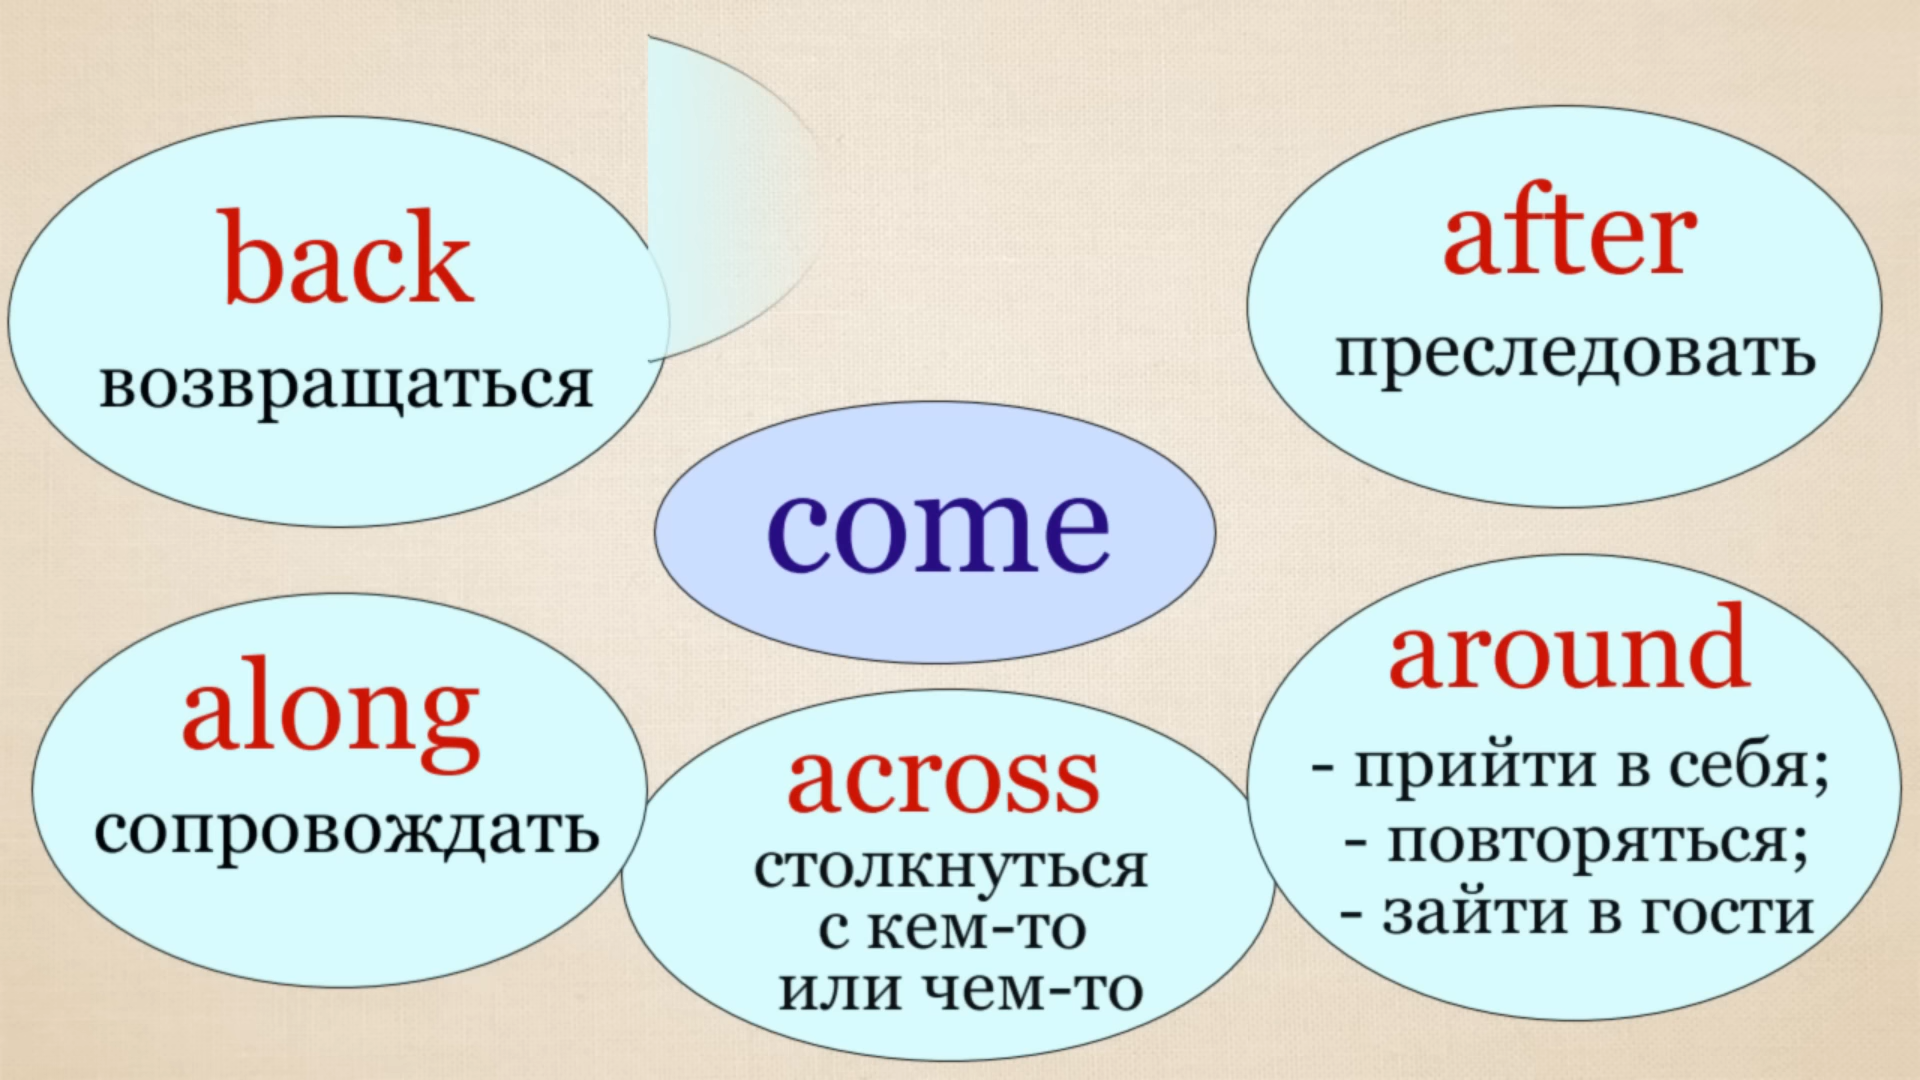 back
возвращаться
after
преследовать
come
along
сопровождать
across
столкнуться
с кем-то
или чем-то
around
- прийти в себя;
- повторяться;
- зайти в гости